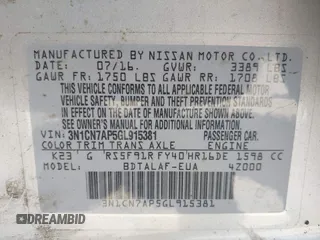 MANUFACTURED BY NISSAN MOTOR CO., LTD.
DATE: 07/16. GVWR: 3389 LBS
GAWR FR: 1750 LBS GAWR RR: 1708 LBS
THIS VEHICLE CONFORMS TO ALL APPLICABLE
FEDERAL MOTOR VEHICLE SAFETY, BUMPER,
AND THEFT PREVENTION STANDARDS IN
EFFECT ON THE DATE OF MANUFACTURE SHOWN ABOVE.
SEE OWNER'S MANUAL FOR ADDITIONAL INFORMATION
VIN: 3N1CN7AP5GL915381 PASSENGER CAR.
COLOR TRIM TRANS AXLE ENGINE
K23 G RS5F91R FY40 HR16DE 1598 CC
MODEL: BDTALAF-EUA 42000
3N1CN7AP5GL915381